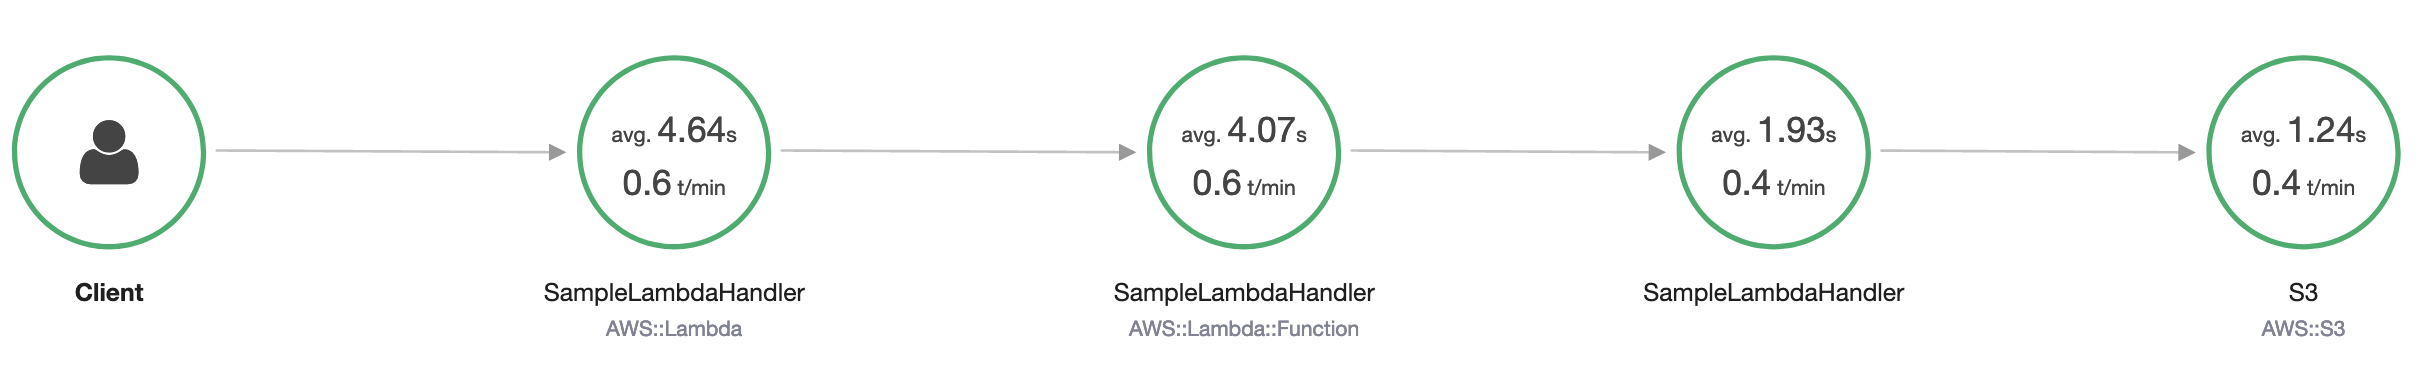 Client
avg. 4.64s
0.6 t/min
SampleLambdaHandler
AWS::Lambda
avg. 4.07s
0.6 t/min
SampleLambdaHandler
AWS::Lambda::Function
avg. 1.93s
0.4 t/min
SampleLambdaHandler
avg. 1.24s
0.4 t/min
S3
AWS::S3